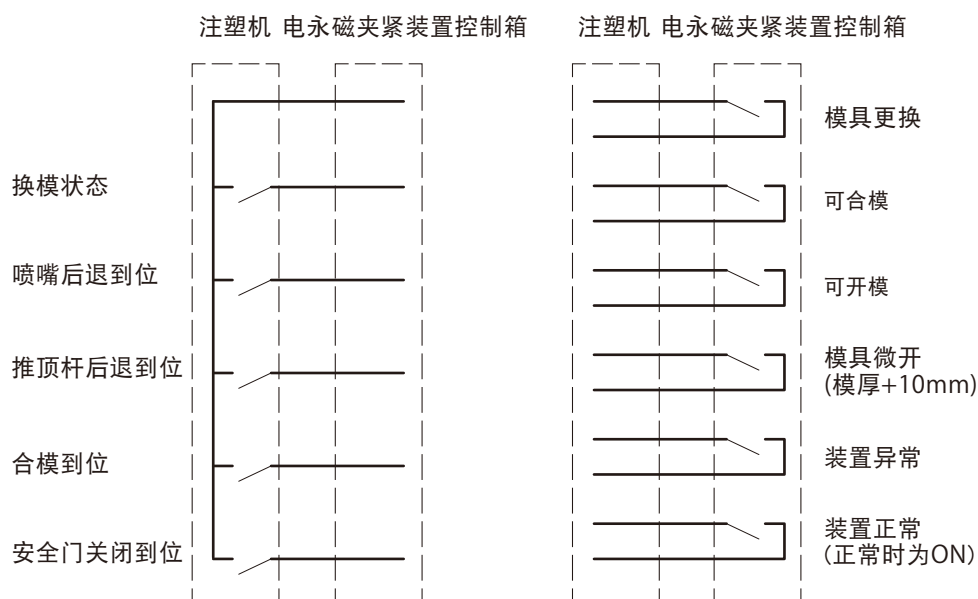 注塑机 电永磁夹紧装置控制箱
换模状态
喷嘴后退到位
推顶杆后退到位
合模到位
安全门关闭到位
注塑机 电永磁夹紧装置控制箱
模具更换
可合模
可开模
模具微开
(模厚+10mm)
装置异常
装置正常
(正常时为ON)